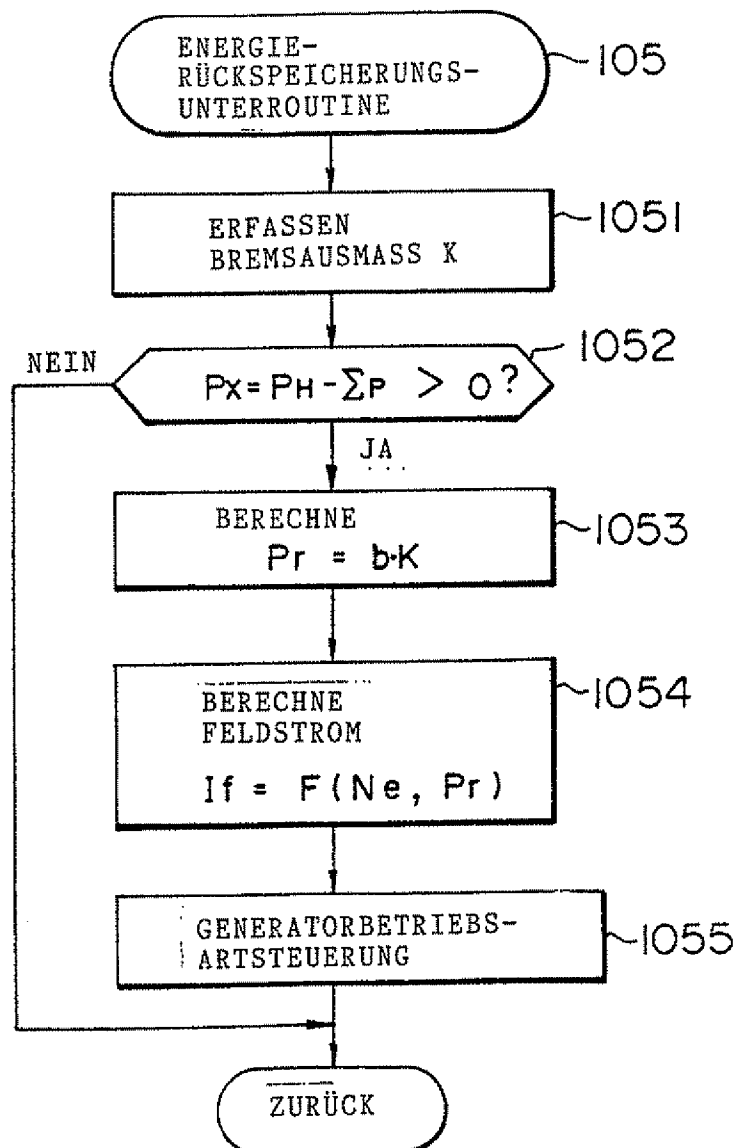 ENERGIE-
RÜCKSPEICHERUNGS-
UNTERROUTINE
105
ERFASSEN
BREMSAUSMASS K
1051
NEIN
PX = PH - ΣP > 0 ?
1052
JA
BERECHNE
Pr = b·K
1053
BERECHNE
FELDSTROM
If = F(Ne, Pr)
1054
GENERATORBETRIEBS-
ARTSTEUERUNG
1055
ZURÜCK